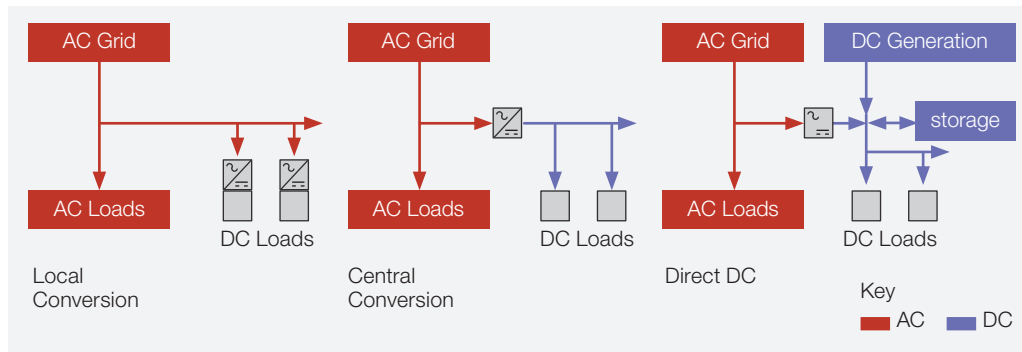 AC Grid
AC Loads
DC Loads
Local
Conversion
AC Grid
AC Loads
DC Loads
Central
Conversion
AC Grid
DC Generation
storage
AC Loads
DC Loads
Direct DC
Key
AC
DC